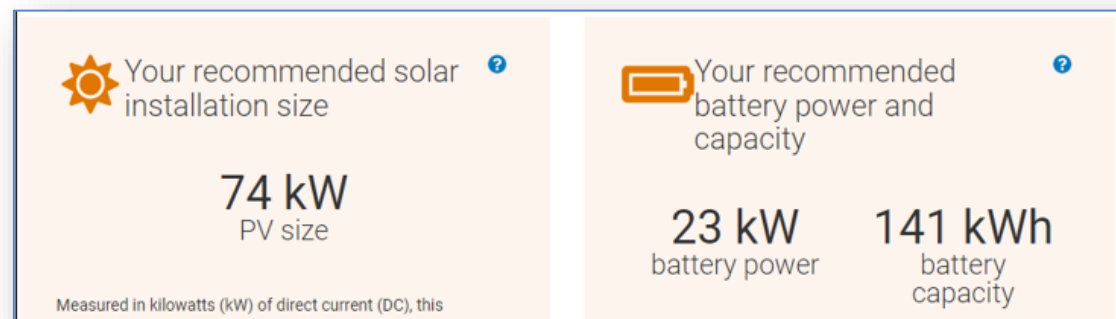 Your recommended solar
installation size
?
74 kW
PV size
Measured in kilowatts (kW) of direct current (DC), this
Your recommended
battery power and
capacity
?
23 kW
battery power
141 kWh
battery
capacity